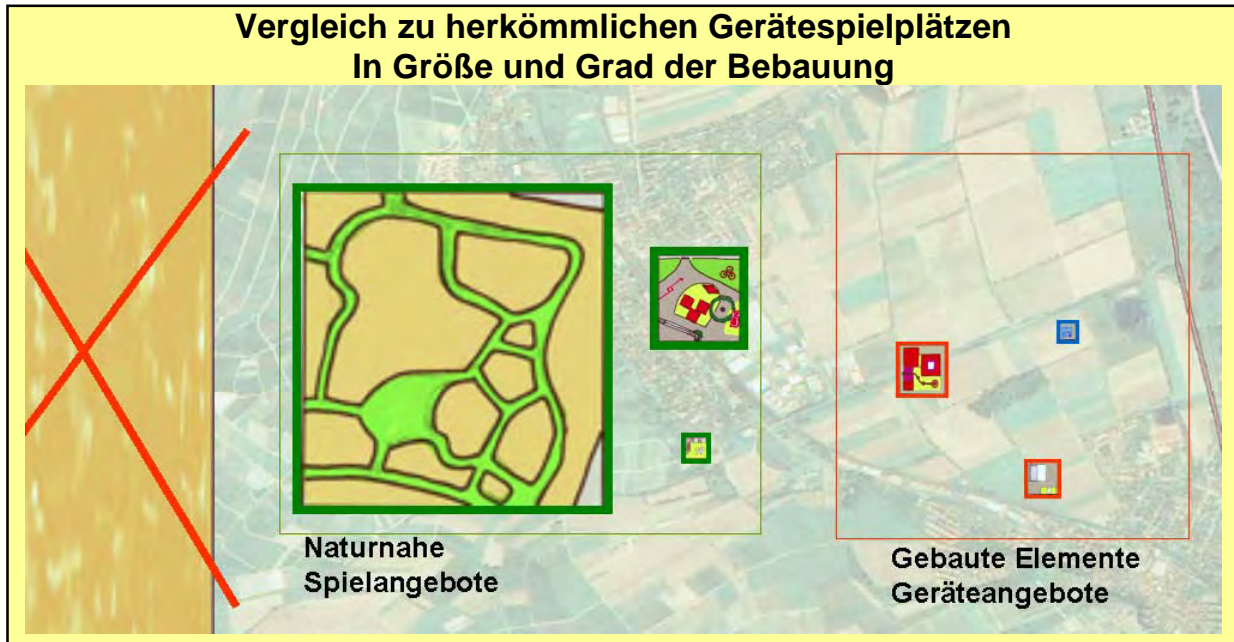 Vergleich zu herkömmlichen Gerätespielplätzen
In Größe und Grad der Bebauung
Naturnahe
Spielangebote
Gebaute Elemente
Geräteangebote